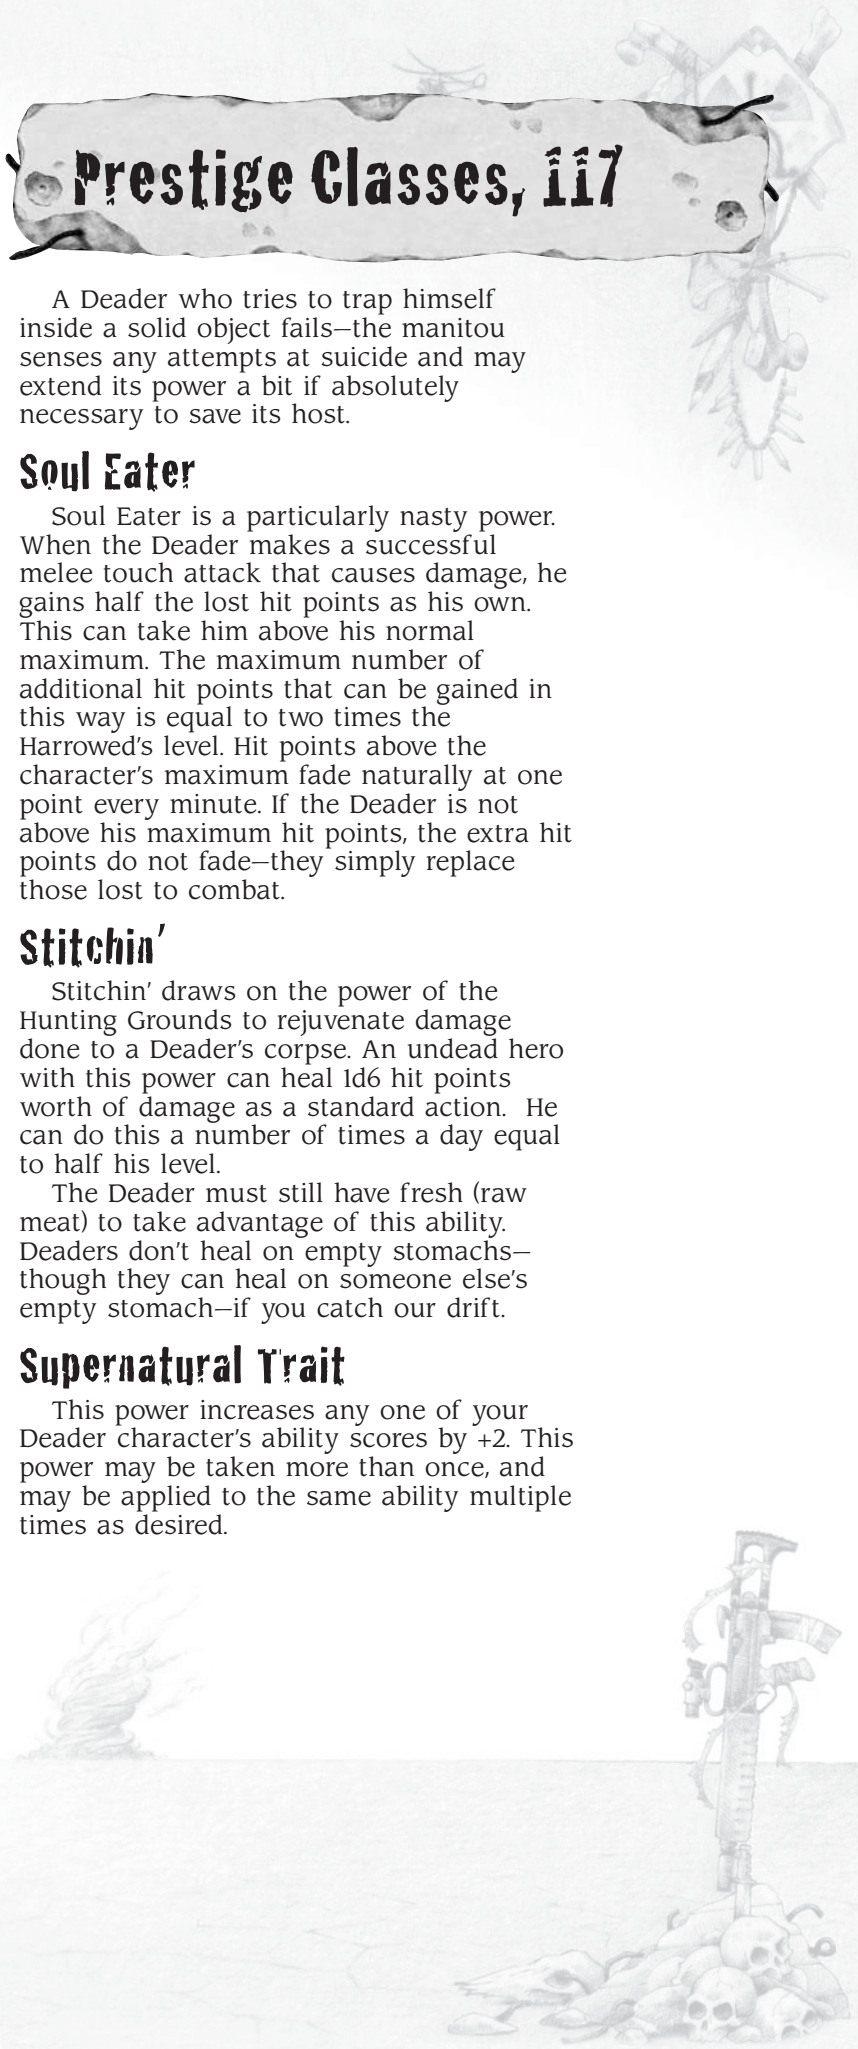 Prestige Classes, 117
A Deader who tries to trap himself
inside a solid object fails—the manitou
senses any attempts at suicide and may
extend its power a bit if absolutely
necessary to save its host.
Soul Eater
Soul Eater is a particularly nasty power.
When the Deader makes a successful
melee touch attack that causes damage, he
gains half the lost hit points as his own.
This can take him above his normal
maximum. The maximum number of
additional hit points that can be gained in
this way is equal to two times the
Harrowed's level. Hit points above the
character's maximum fade naturally at one
point every minute. If the Deader is not
above his maximum hit points, the extra hit
points do not fade—they simply replace
those lost to combat.
Stitchin'
Stitchin' draws on the power of the
Hunting Grounds to rejuvenate damage
done to a Deader's corpse. An undead hero
with this power can heal 1d6 hit points
worth of damage as a standard action.  He
can do this a number of times a day equal
to half his level.
The Deader must still have fresh (raw
meat) to take advantage of this ability.
Deaders don't heal on empty stomachs—
though they can heal on someone else's
empty stomach—if you catch our drift.
Supernatural Trait
This power increases any one of your
Deader character's ability scores by +2. This
power may be taken more than once, and
may be applied to the same ability multiple
times as desired.